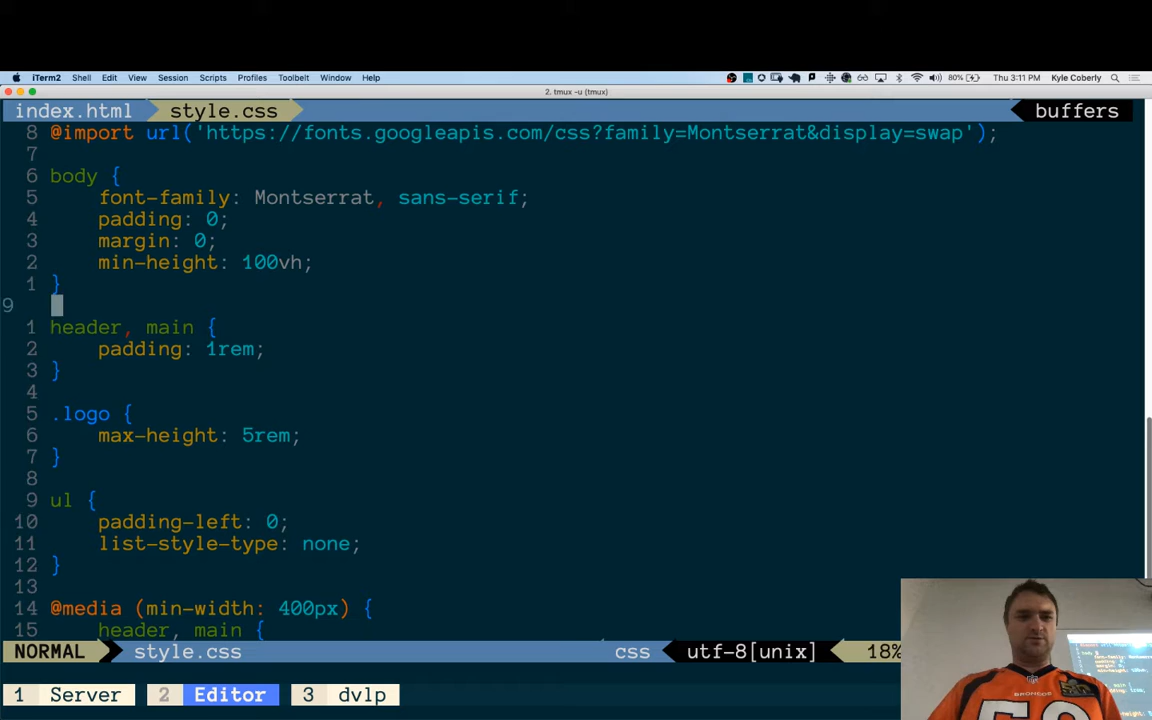 iTerm2 Shell Edit View Session Scripts Profiles Toolbelt Window Help 80% Thu 3:11 PM Kyle Coberly
2. tmux -u (tmux)
index.html style.css buffers
8 @import url('https://fonts.googleapis.com/css?family=Montserrat&display=swap');
7
6 body {
5 font-family: Montserrat, sans-serif;
4 padding: 0;
3 margin: 0;
2 min-height: 100vh;
1 }
9
1 header, main {
2 padding: 1rem;
3 }
4
5 .logo {
6 max-height: 5rem;
7 }
8
9 ul {
10 padding-left: 0;
11 list-style-type: none;
12 }
13
14 @media (min-width: 400px) {
15 header, main {
NORMAL style.css css utf-8[unix] 18%
1 Server 2 Editor 3 dvlp
BRONCOS